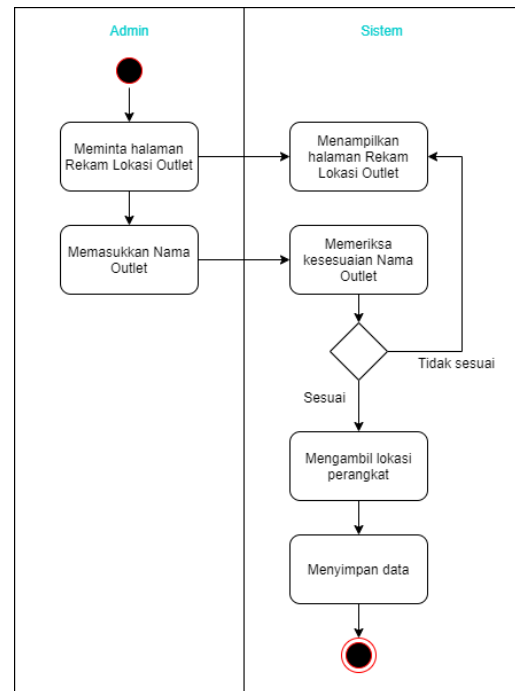 Admin
Sistem
Meminta halaman
Rekam Lokasi Outlet
Menampilkan
halaman Rekam
Lokasi Outlet
Memasukkan Nama
Outlet
Memeriksa
kesesuaian Nama
Outlet
Tidak sesuai
Sesuai
Mengambil lokasi
perangkat
Menyimpan data